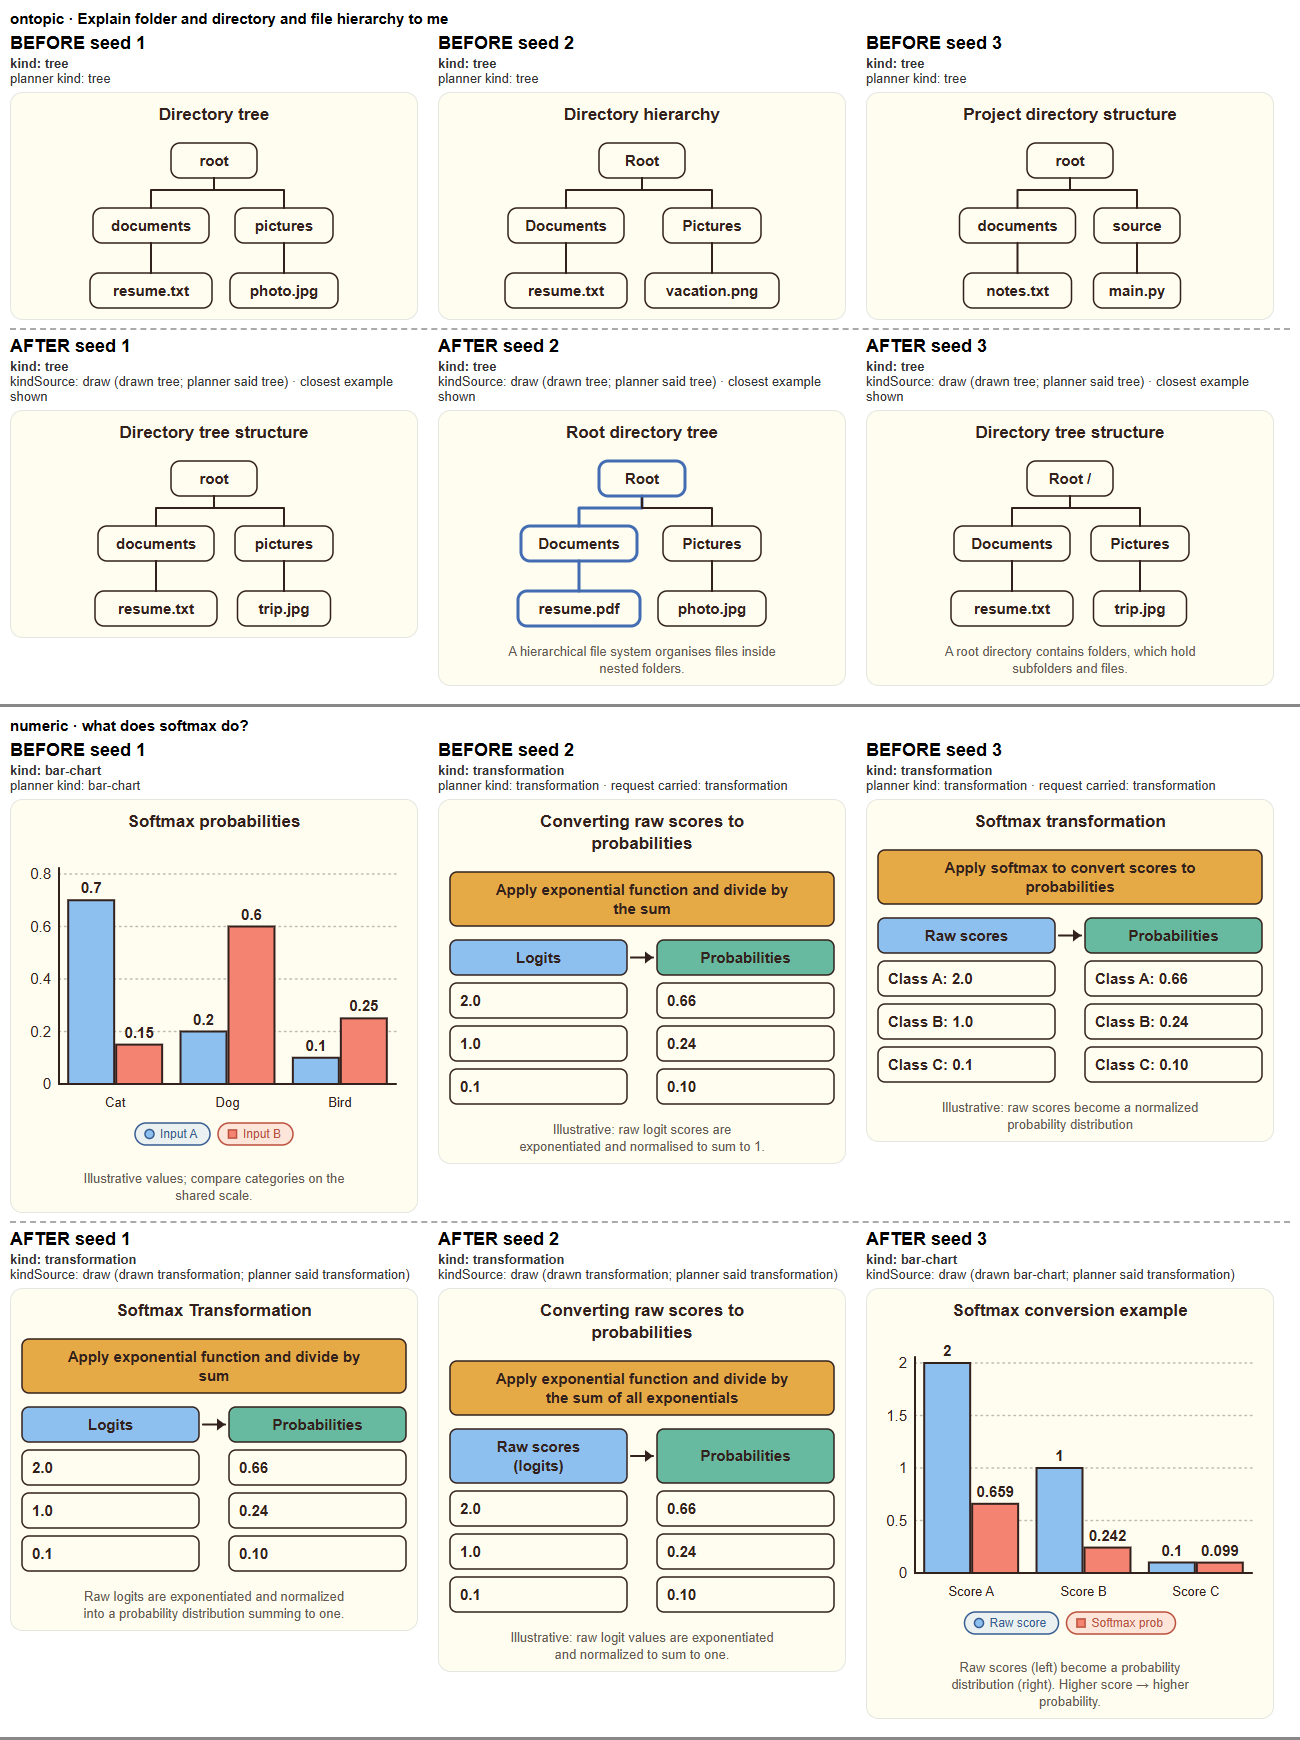 ontopic · Explain folder and directory and file hierarchy to me
BEFORE seed 1
kind: tree
planner kind: tree
Directory tree
root
documents
pictures
resume.txt
photo.jpg
BEFORE seed 2
kind: tree
planner kind: tree
Directory hierarchy
Root
Documents
Pictures
resume.txt
vacation.png
BEFORE seed 3
kind: tree
planner kind: tree
Project directory structure
root
documents
source
notes.txt
main.py
AFTER seed 1
kind: tree
kindSource: draw (drawn tree; planner said tree) · closest example
shown
Directory tree structure
root
documents
pictures
resume.txt
trip.jpg
AFTER seed 2
kind: tree
kindSource: draw (drawn tree; planner said tree) · closest example
shown
Root directory tree
Root
Documents
Pictures
resume.pdf
photo.jpg
A hierarchical file system organises files inside
nested folders.
AFTER seed 3
kind: tree
kindSource: draw (drawn tree; planner said tree) · closest example
shown
Directory tree structure
Root /
Documents
Pictures
resume.txt
trip.jpg
A root directory contains folders, which hold
subfolders and files.
numeric · what does softmax do?
BEFORE seed 1
kind: bar-chart
planner kind: bar-chart
Softmax probabilities
0.8
0.6
0.4
0.2
0
0.7
0.15
0.2
0.6
0.1
0.25
Cat
Dog
Bird
Input A
Input B
Illustrative values; compare categories on the
shared scale.
BEFORE seed 2
kind: transformation
planner kind: transformation · request carried: transformation
Converting raw scores to
probabilities
Apply exponential function and divide by
the sum
Logits
Probabilities
2.0
0.66
1.0
0.24
0.1
0.10
Illustrative: raw logit scores are
exponentiated and normalised to sum to 1.
BEFORE seed 3
kind: transformation
planner kind: transformation · request carried: transformation
Softmax transformation
Apply softmax to convert scores to
probabilities
Raw scores
Probabilities
Class A: 2.0
Class A: 0.66
Class B: 1.0
Class B: 0.24
Class C: 0.1
Class C: 0.10
Illustrative: raw scores become a normalized
probability distribution
AFTER seed 1
kind: transformation
kindSource: draw (drawn transformation; planner said transformation)
Softmax Transformation
Apply exponential function and divide by
sum
Logits
Probabilities
2.0
0.66
1.0
0.24
0.1
0.10
Raw logits are exponentiated and normalized
into a probability distribution summing to one.
AFTER seed 2
kind: transformation
kindSource: draw (drawn transformation; planner said transformation)
Converting raw scores to
probabilities
Apply exponential function and divide by
the sum of all exponentials
Raw scores
(logits)
Probabilities
2.0
0.66
1.0
0.24
0.1
0.10
Illustrative: raw logit values are exponentiated
and normalized to sum to one.
AFTER seed 3
kind: bar-chart
kindSource: draw (drawn bar-chart; planner said transformation)
Softmax conversion example
2
1.5
1
0.5
0
2
0.659
1
0.242
0.1
0.099
Score A
Score B
Score C
Raw score
Softmax prob
Raw scores (left) become a probability
distribution (right). Higher score → higher
probability.